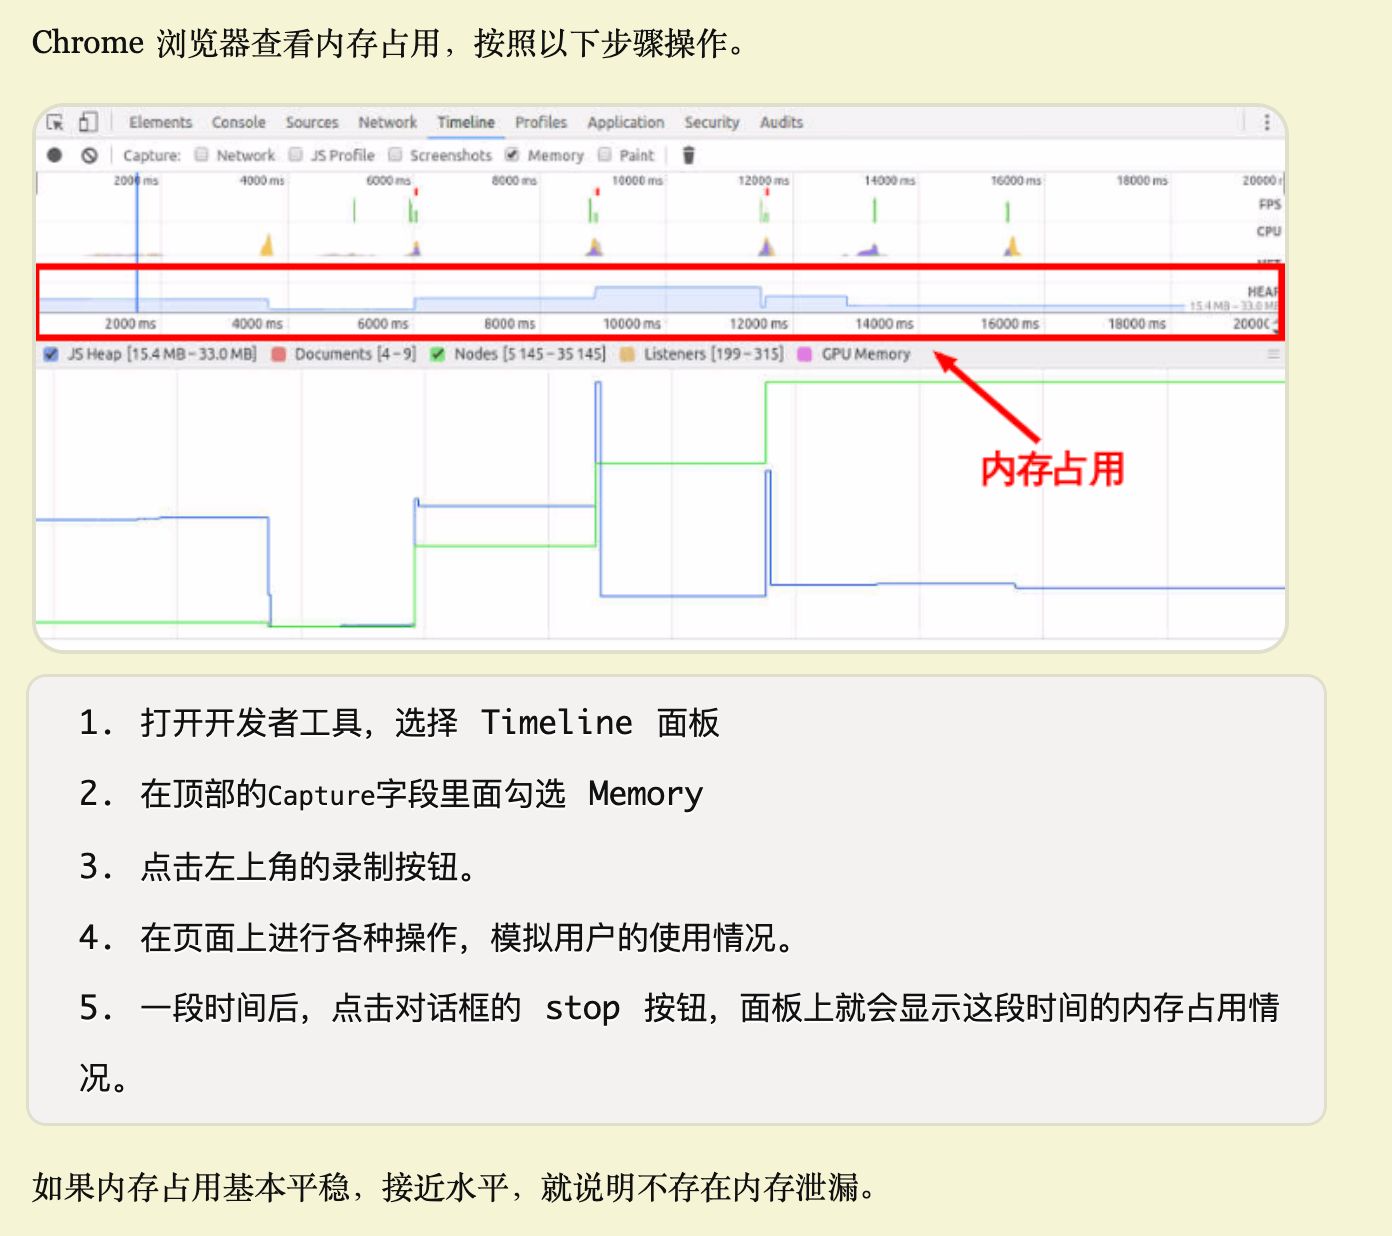 Chrome 浏览器查看内存占用，按照以下步骤操作。
Elements Console Sources Network Timeline Profiles Application Security Audits
Capture: Network JS Profile Screenshots Memory Paint
2000 ms 4000 ms 6000 ms 8000 ms 10000 ms 12000 ms 14000 ms 16000 ms 18000 ms 20000
FPS
CPU
HEAP
15.4 MB – 33.0 MB
2000 ms 4000 ms 6000 ms 8000 ms 10000 ms 12000 ms 14000 ms 16000 ms 18000 ms 2000
JS Heap [15.4 MB – 33.0 MB] Documents [4 – 9] Nodes [5 145 – 35 145] Listeners [199 – 315] GPU Memory
内存占用
1. 打开开发者工具，选择 Timeline 面板
2. 在顶部的Capture字段里面勾选 Memory
3. 点击左上角的录制按钮。
4. 在页面上进行各种操作，模拟用户的使用情况。
5. 一段时间后，点击对话框的 stop 按钮，面板上就会显示这段时间的内存占用情
况。
如果内存占用基本平稳，接近水平，就说明不存在内存泄漏。